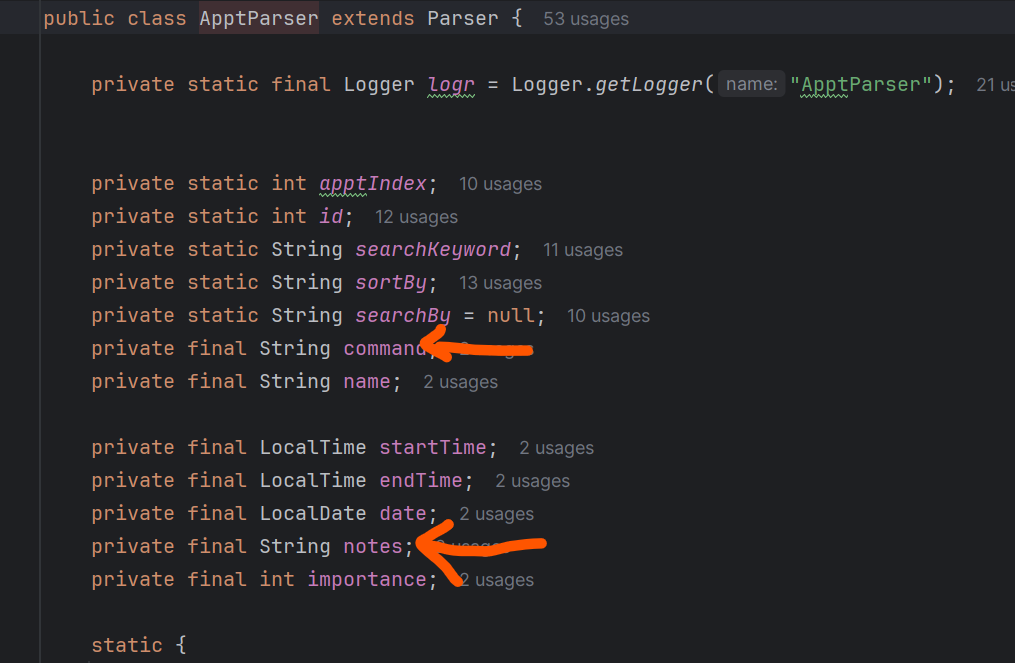 public class ApptParser extends Parser { 53 usages
private static final Logger logr = Logger.getLogger( name: "ApptParser"); 21 us
private static int apptIndex; 10 usages
private static int id; 12 usages
private static String searchKeyword; 11 usages
private static String sortBy; 13 usages
private static String searchBy = null; 10 usages
private final String command; usages
private final String name; 2 usages
private final LocalTime startTime; 2 usages
private final LocalTime endTime; 2 usages
private final LocalDate date; 2 usages
private final String notes; usages
private final int importance; 2 usages
static {